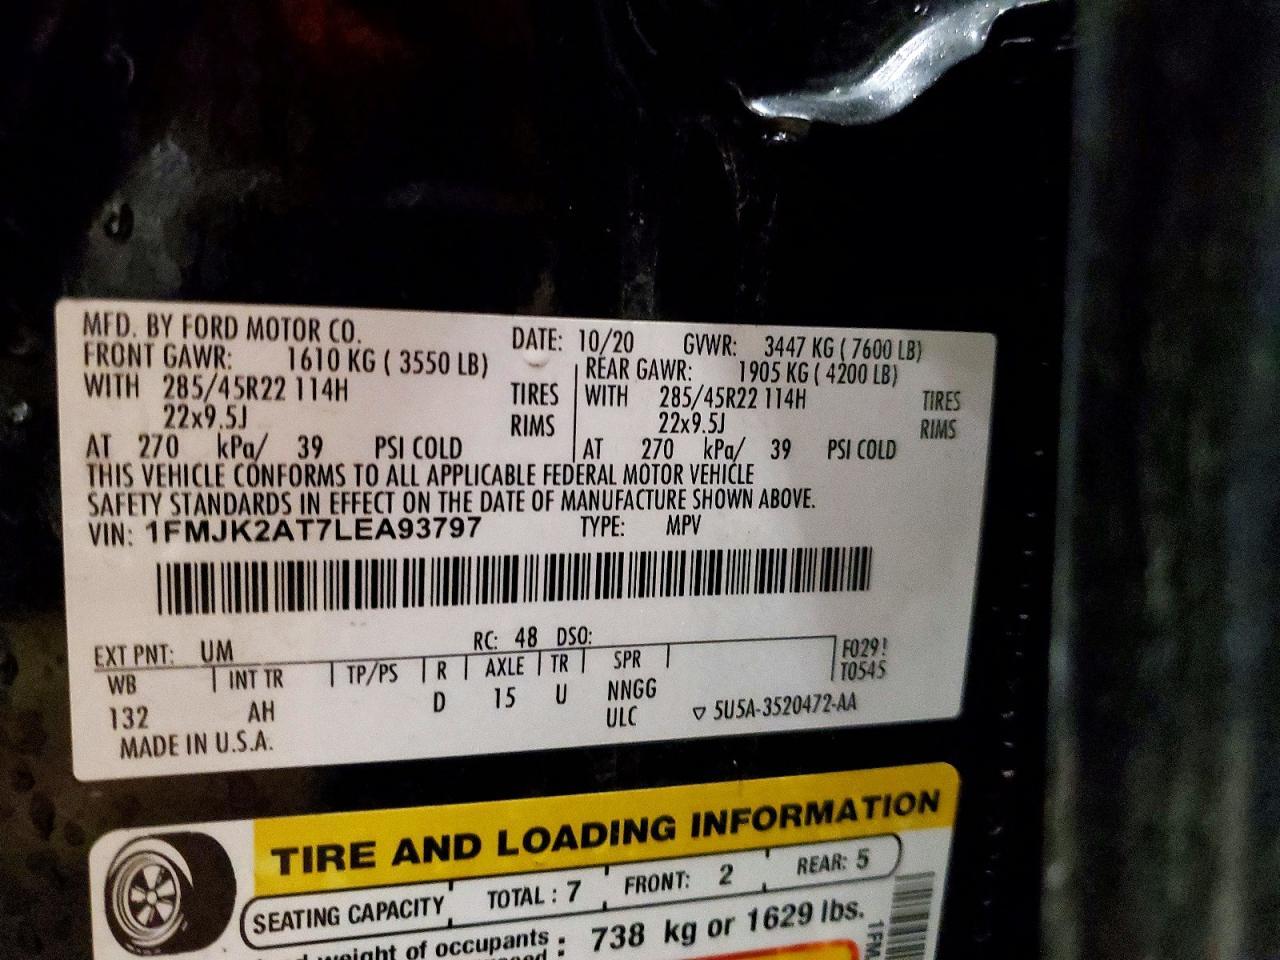 MFD. BY FORD MOTOR CO.
DATE: 10/20 GVWR: 3447 KG ( 7600 LB)
FRONT GAWR: 1610 KG ( 3550 LB)
REAR GAWR: 1905 KG ( 4200 LB)
WITH 285/45R22 114H TIRES
WITH 285/45R22 114H TIRES
22x9.5J RIMS
22x9.5J RIMS
AT 270 kPa/ 39 PSI COLD
AT 270 kPa/ 39 PSI COLD
THIS VEHICLE CONFORMS TO ALL APPLICABLE FEDERAL MOTOR VEHICLE
SAFETY STANDARDS IN EFFECT ON THE DATE OF MANUFACTURE SHOWN ABOVE.
VIN: 1FMJK2AT7LEA93797 TYPE: MPV
EXT PNT: UM RC: 48 DSO:
F029!
T0545
WB INT TR TP/PS R AXLE TR SPR
132 AH D 15 U NNGG
ULC ▽ 5U5A-3520472-AA
MADE IN U.S.A.
TIRE AND LOADING INFORMATION
SEATING CAPACITY TOTAL : 7 FRONT: 2 REAR: 5
weight of occupants : 738 kg or 1629 lbs.